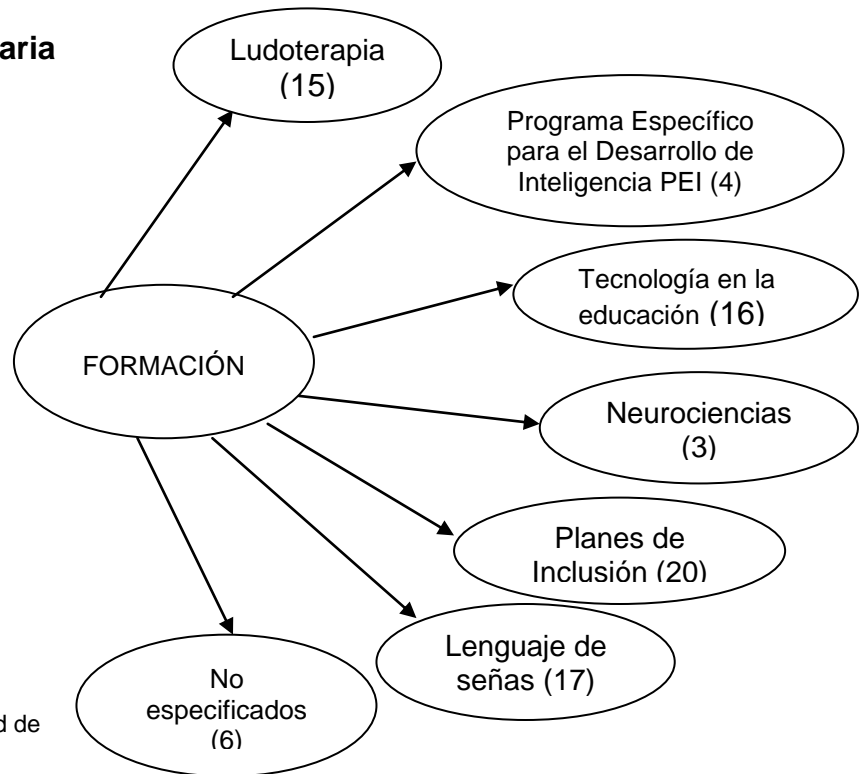 aria
Ludoterapia
(15)
Programa Específico
para el Desarrollo de
Inteligencia PEI (4)
Tecnología en la
educación (16)
FORMACIÓN
Neurociencias
(3)
Planes de
Inclusión (20)
Lenguaje de
señas (17)
No
especificados
(6)
d de